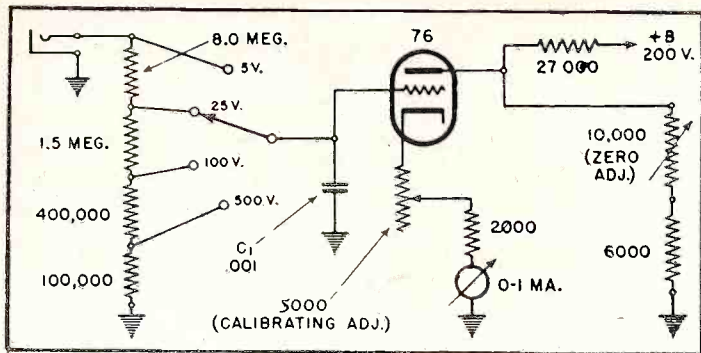 8.0 MEG.
5V.
25 V.
1.5 MEG.
100 V.
400,000
500 V.
100,000
C1
.001
5000
(CALIBRATING ADJ.)
76
2000
0-1 MA.
27 000
+B
200 V.
10,000
(ZERO
ADJ.)
6000